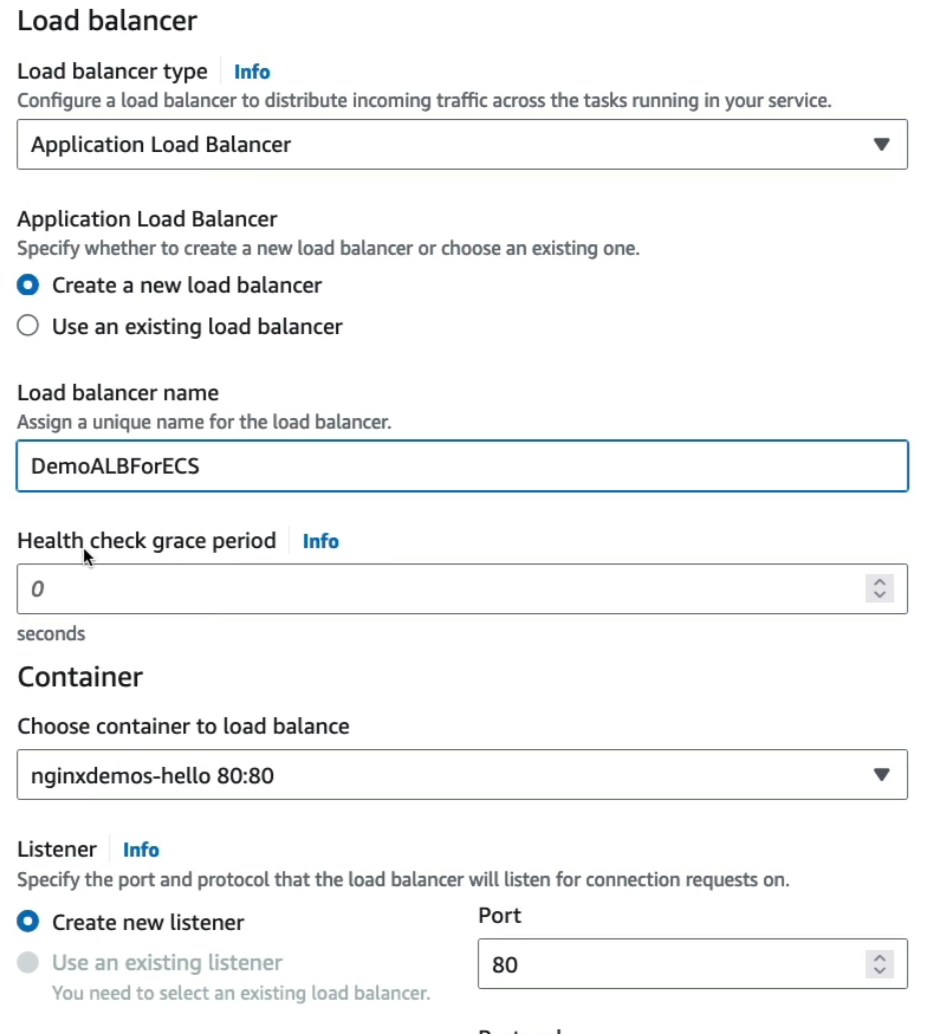 Load balancer
Load balancer type Info
Configure a load balancer to distribute incoming traffic across the tasks running in your service.
Application Load Balancer
Application Load Balancer
Specify whether to create a new load balancer or choose an existing one.
Create a new load balancer
Use an existing load balancer
Load balancer name
Assign a unique name for the load balancer.
DemoALBForECS
Health check grace period Info
0
seconds
Container
Choose container to load balance
nginxdemos-hello 80:80
Listener Info
Specify the port and protocol that the load balancer will listen for connection requests on.
Create new listener
Use an existing listener
You need to select an existing load balancer.
Port
80